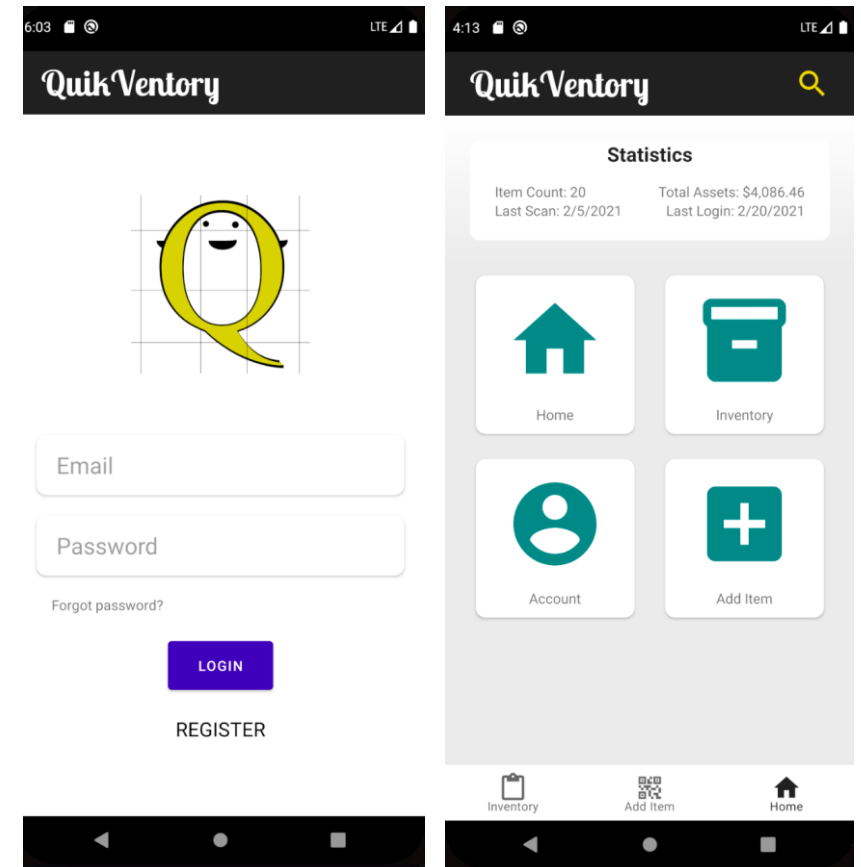 6:03 LTE
QuikVentory
Email
Password
Forgot password?
LOGIN
REGISTER
4:13 LTE
QuikVentory
Statistics
Item Count: 20 Total Assets: $4,086.46
Last Scan: 2/5/2021 Last Login: 2/20/2021
Home Inventory
Account Add Item
Inventory Add Item Home